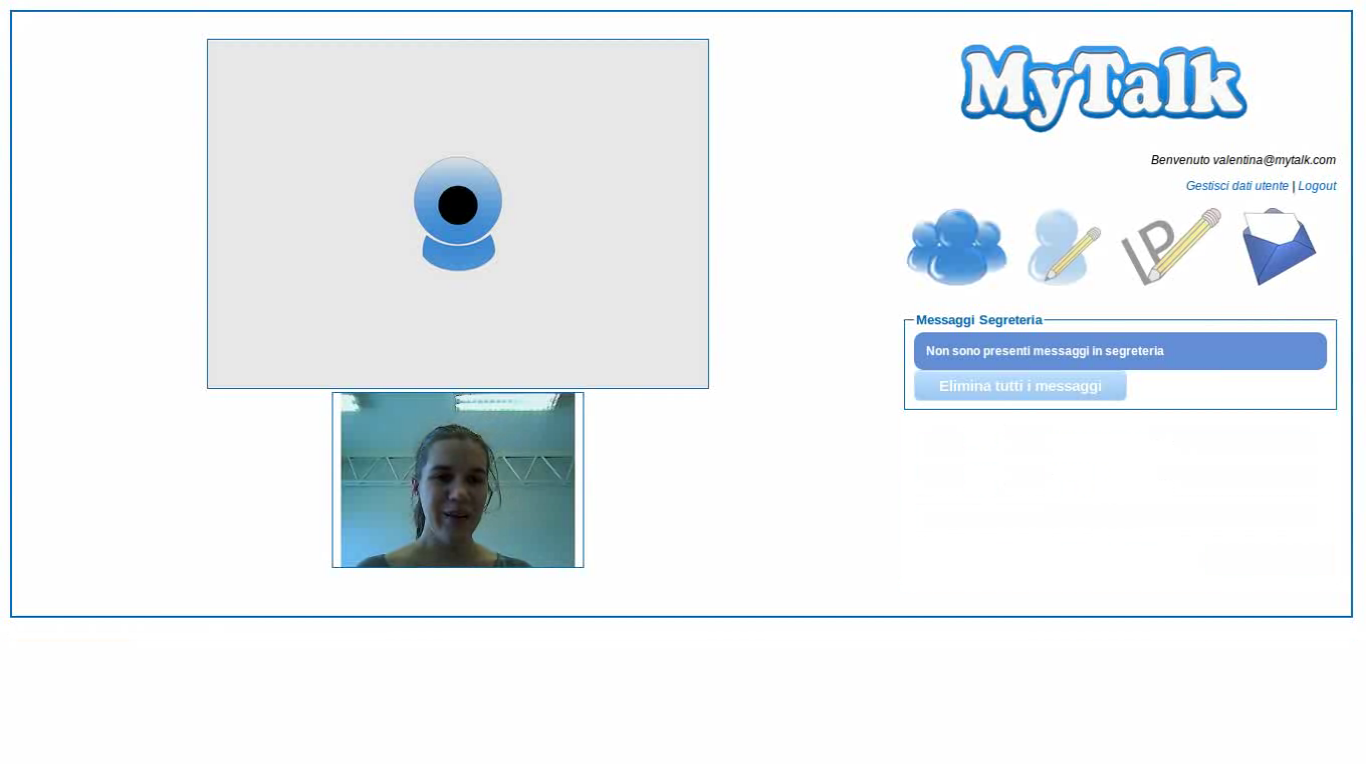 MyTalk
Benvenuto valentina@mytalk.com
Gestisci dati utente | Logout
IP
Messaggi Segreteria
Non sono presenti messaggi in segreteria
Elimina tutti i messaggi